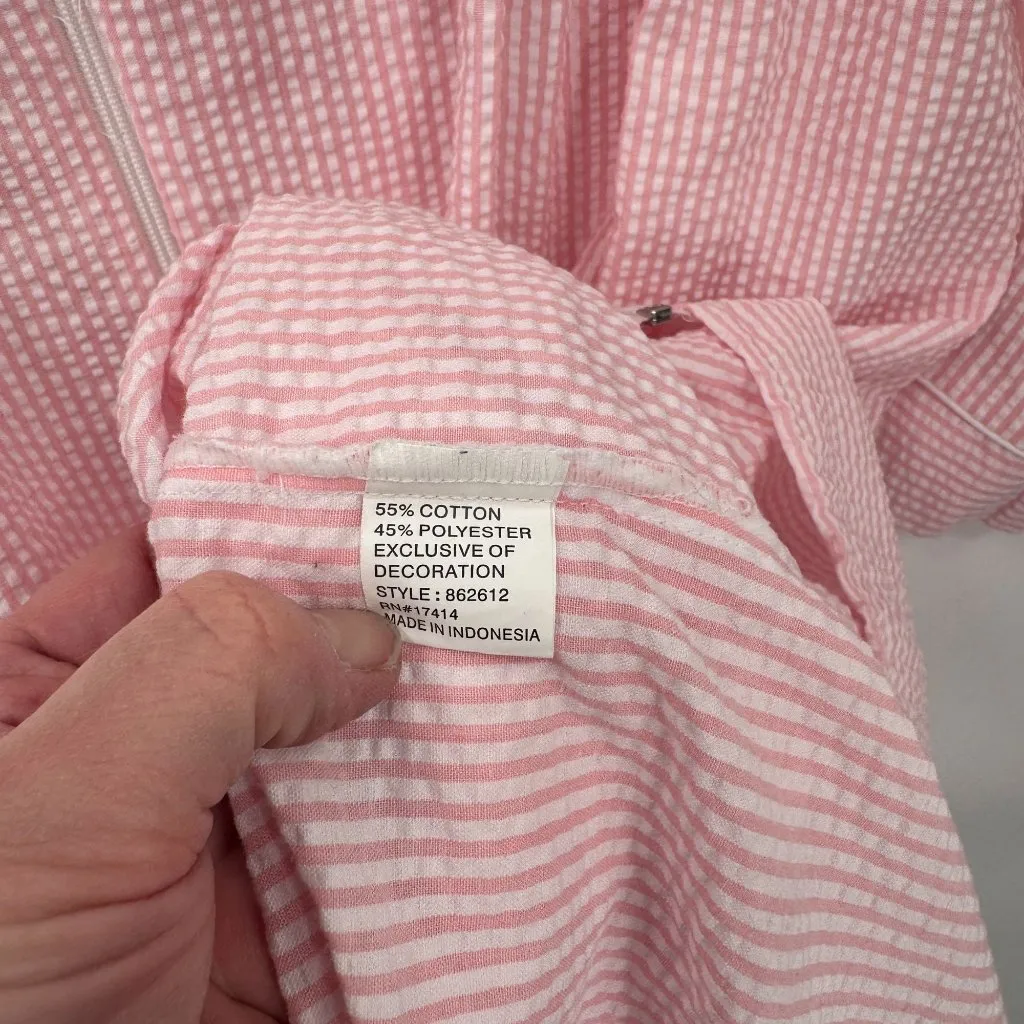 55% COTTON
45% POLYESTER
EXCLUSIVE OF
DECORATION
STYLE : 862612
RN#17414
MADE IN INDONESIA